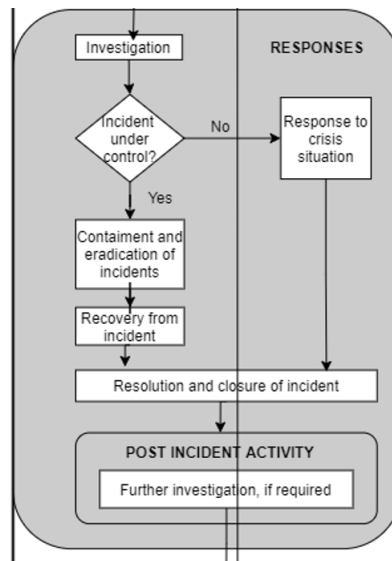 Investigation
RESPONSES
Incident
under
control?
No
Response to
crisis
situation
Yes
Contaiment and
eradication of
incidents
Recovery from
incident
Resolution and closure of incident
POST INCIDENT ACTIVITY
Further investigation, if required